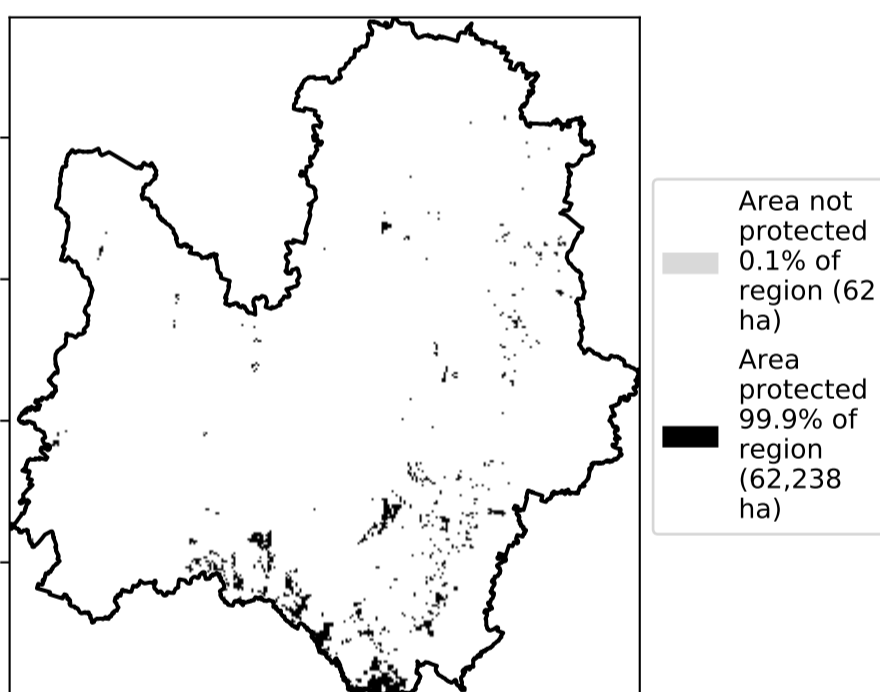 Area not
protected
0.1% of
region (62
ha)
Area
protected
99.9% of
region
(62,238
ha)